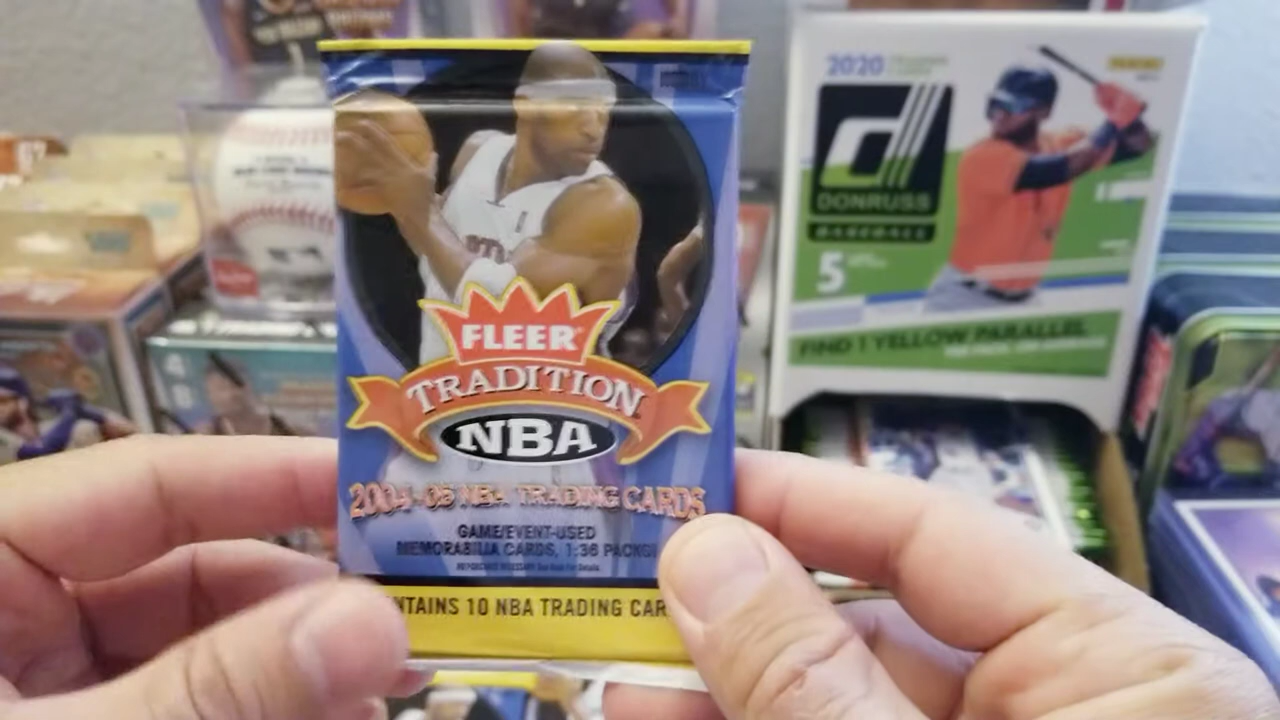 FLEER
TRADITION
NBA
2004-05 NBA TRADING CARDS
GAME/EVENT-USED
MEMORABILIA CARDS, 1:36 PACKS
NTAINS 10 NBA TRADING CAR
2020
DONRUSS
BASEBALL
5
FIND 1 YELLOW PARALLEL